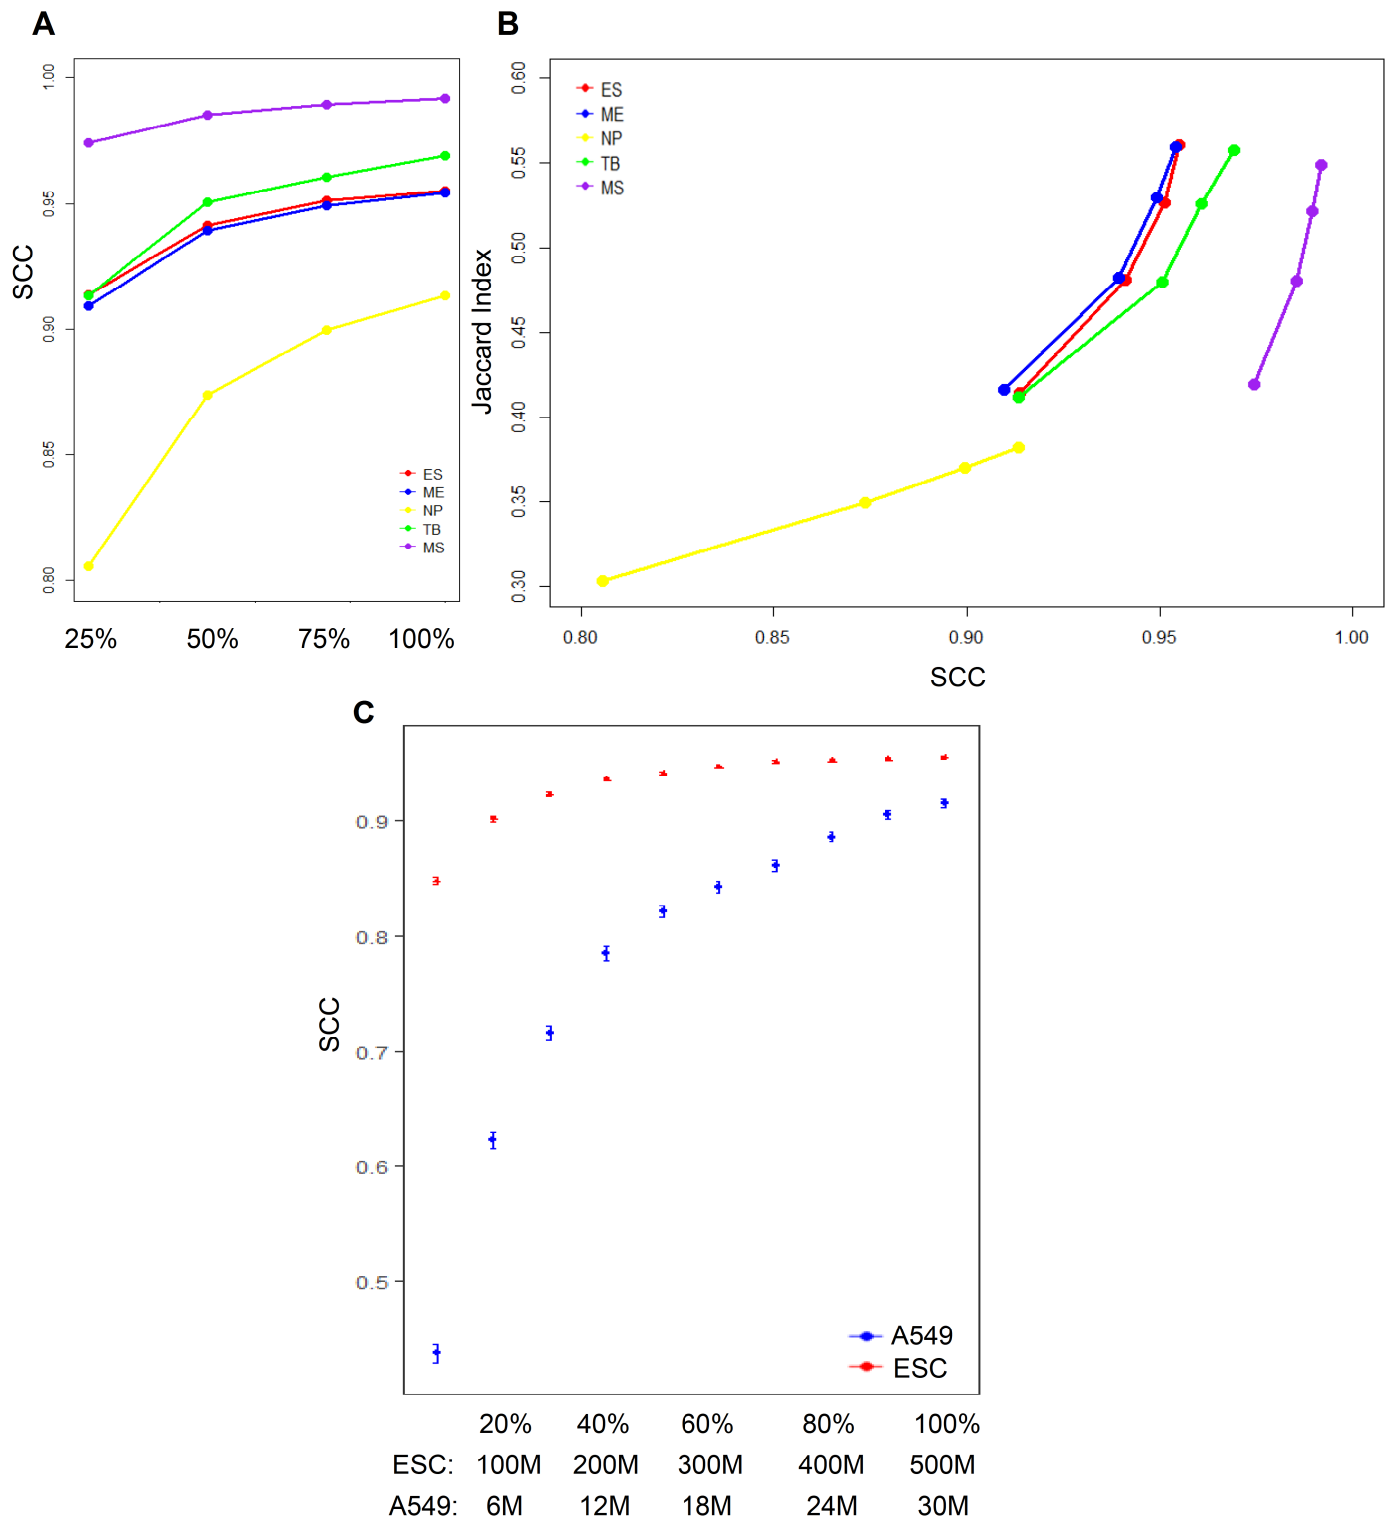 A
SCC
1.00
0.95
0.90
0.85
0.80
ES
ME
NP
TB
MS
25% 50% 75% 100%
B
Jaccard Index
0.60
0.55
0.50
0.45
0.40
0.35
0.30
ES
ME
NP
TB
MS
0.80 0.85 0.90 0.95 1.00
SCC
C
SCC
0.9
0.8
0.7
0.6
0.5
A549
ESC
20% 40% 60% 80% 100%
ESC: 100M 200M 300M 400M 500M
A549: 6M 12M 18M 24M 30M